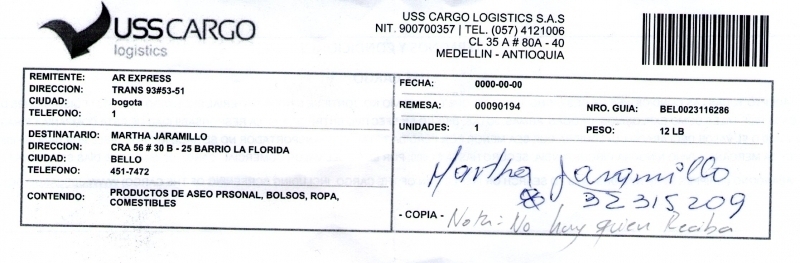 USSCARGO
logistics
USS CARGO LOGISTICS S.A.S
NIT. 900700357 | TEL. (057) 4121006
CL 35 A # 80A - 40
MEDELLIN - ANTIOQUIA
REMITENTE: AR EXPRESS
DIRECCION: TRANS 93#53-51
CIUDAD: bogota
TELEFONO: 1
DESTINATARIO: MARTHA JARAMILLO
DIRECCION: CRA 56 # 30 B - 25 BARRIO LA FLORIDA
CIUDAD: BELLO
TELEFONO: 451-7472
CONTENIDO: PRODUCTOS DE ASEO PRSONAL, BOLSOS, ROPA,
COMESTIBLES
FECHA: 0000-00-00
REMESA: 00090194 NRO. GUIA: BEL0023116286
UNIDADES: 1 PESO: 12 LB
Martha Jaramillo
32315209
- COPIA - Nota: No hay quien Reciba